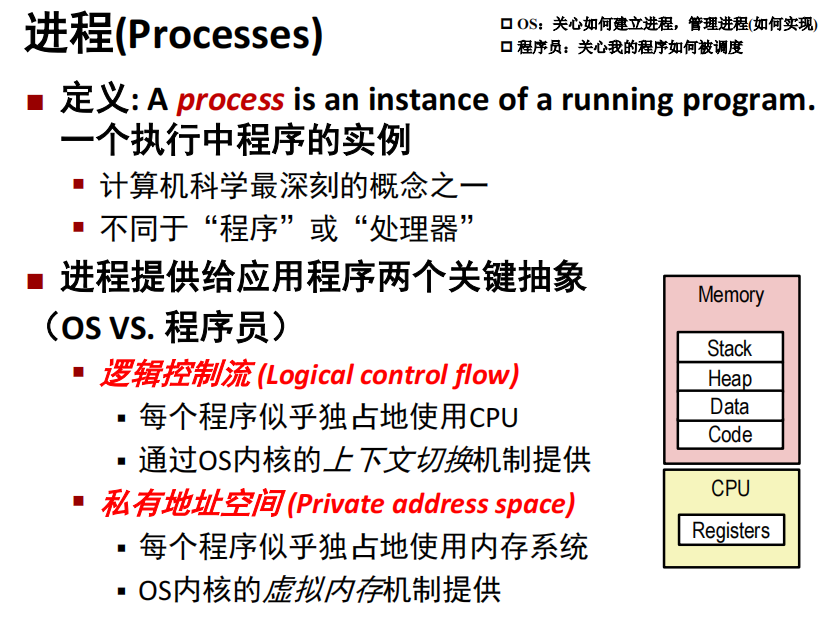 进程(Processes)
□ OS：关心如何建立进程，管理进程(如何实现)
□ 程序员：关心我的程序如何被调度
■ 定义: A process is an instance of a running program.
一个执行中程序的实例
▪ 计算机科学最深刻的概念之一
▪ 不同于“程序”或“处理器”
■ 进程提供给应用程序两个关键抽象
（OS VS. 程序员）
▪ 逻辑控制流 (Logical control flow)
▪ 每个程序似乎独占地使用CPU
▪ 通过OS内核的上下文切换机制提供
▪ 私有地址空间 (Private address space)
▪ 每个程序似乎独占地使用内存系统
▪ OS内核的虚拟内存机制提供
Memory
Stack
Heap
Data
Code
CPU
Registers